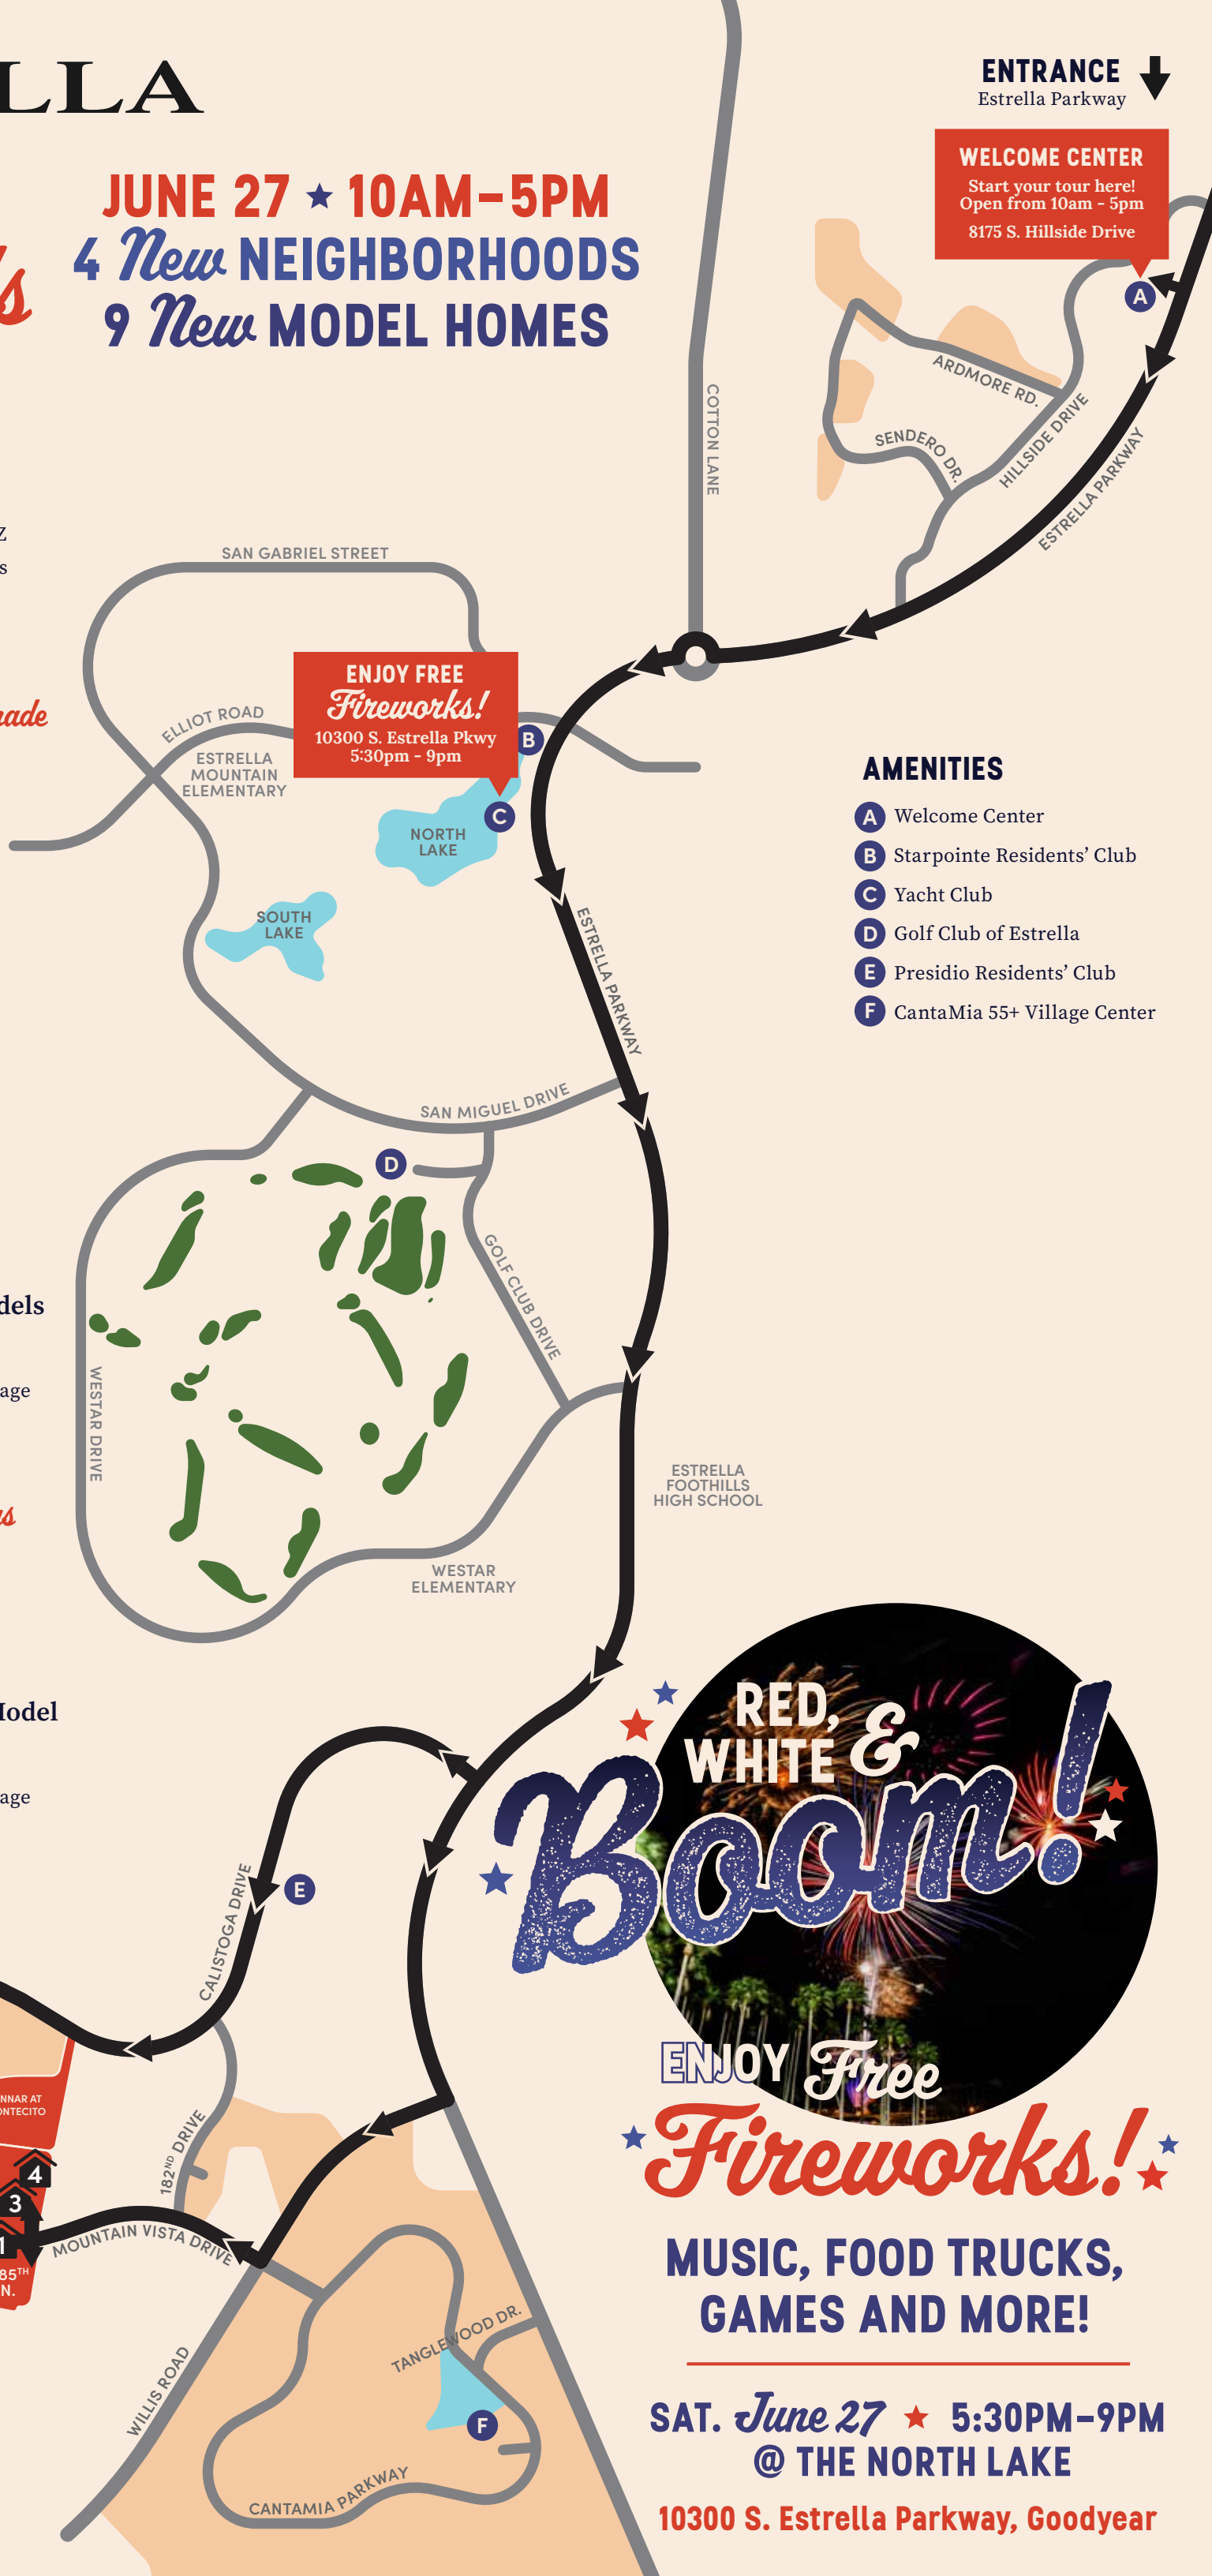 LLA
ENTRANCE
Estrella Parkway
WELCOME CENTER
Start your tour here!
Open from 10am - 5pm
8175 S. Hillside Drive
A
JUNE 27 10AM–5PM
4 New NEIGHBORHOODS
9 New MODEL HOMES
COTTON LANE
ARDMORE RD.
SENDERO DR.
HILLSIDE DRIVE
ESTRELLA PARKWAY
SAN GABRIEL STREET
ENJOY FREE
Fireworks!
10300 S. Estrella Pkwy
5:30pm - 9pm
B
C
ELLIOT ROAD
ESTRELLA
MOUNTAIN
ELEMENTARY
NORTH
LAKE
SOUTH
LAKE
AMENITIES
A Welcome Center
B Starpointe Residents’ Club
C Yacht Club
D Golf Club of Estrella
E Presidio Residents’ Club
F CantaMia 55+ Village Center
ESTRELLA PARKWAY
SAN MIGUEL DRIVE
D
GOLF CLUB DRIVE
dels
WESTAR DRIVE
age
ESTRELLA
FOOTHILLS
HIGH SCHOOL
WESTAR
ELEMENTARY
RED,
WHITE &
Boom!
age
E
CALISTOGA DRIVE
ENJOY Free
Fireworks!
NNAR AT
ONTECITO
182ND DRIVE
4
3
1
MOUNTAIN VISTA DRIVE
85TH
N.
MUSIC, FOOD TRUCKS,
GAMES AND MORE!
TANGLEWOOD DR.
WILLIS ROAD
F
CANTAMIA PARKWAY
SAT. June 27 5:30PM–9PM
@ THE NORTH LAKE
10300 S. Estrella Parkway, Goodyear